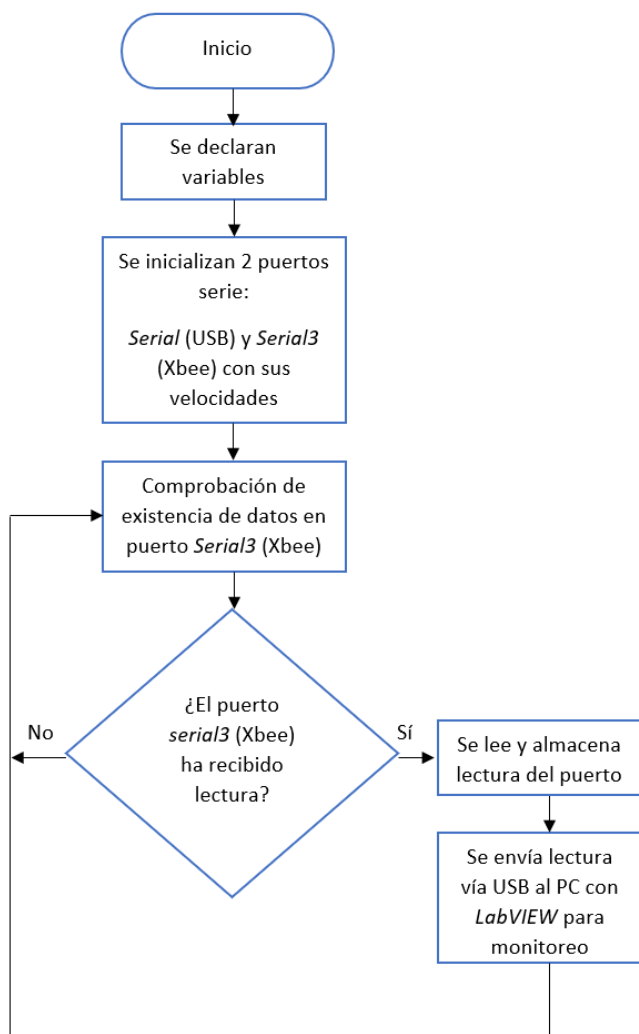 Inicio
Se declaran
variables
Se inicializan 2 puertos
serie:
Serial (USB) y Serial3
(Xbee) con sus
velocidades
Comprobación de
existencia de datos en
puerto Serial3 (Xbee)
¿El puerto
serial3 (Xbee)
ha recibido
lectura?
No
Sí
Se lee y almacena
lectura del puerto
Se envía lectura
vía USB al PC con
LabVIEW para
monitoreo